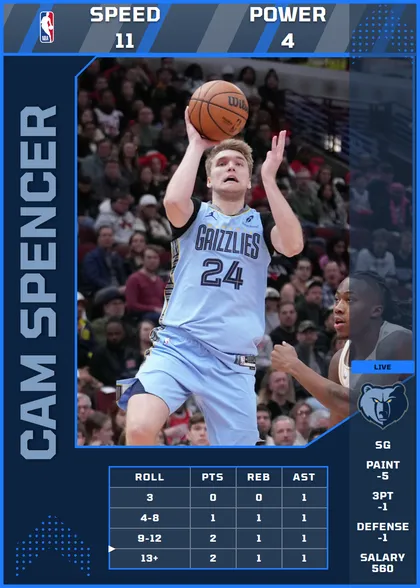 SPEED
11
POWER
4
CAM SPENCER
Wilson
GRIZZLIES
24
LIVE
SG
PAINT
-5
3PT
-1
DEFENSE
-1
SALARY
560
ROLL PTS REB AST
3 0 0 1
4-8 1 1 1
9-12 2 1 1
13+ 2 1 1